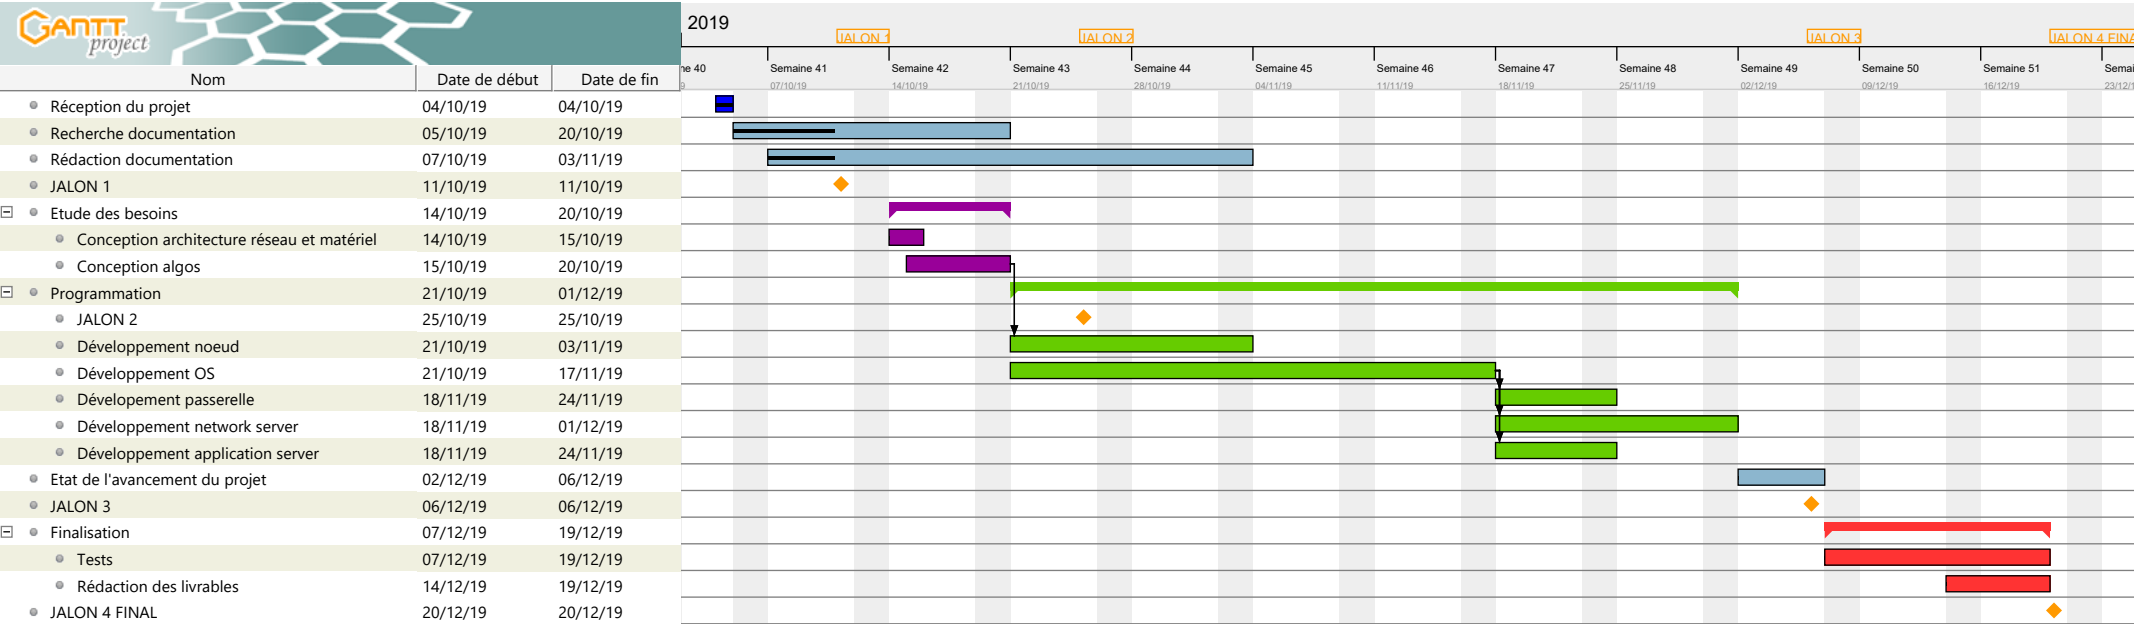 GANTT project
2019
JALON 1 JALON 2 JALON 3 JALON 4 FINA
Nom Date de début Date de fin
ne 40 Semaine 41 Semaine 42 Semaine 43 Semaine 44 Semaine 45 Semaine 46 Semaine 47 Semaine 48 Semaine 49 Semaine 50 Semaine 51 Semai
9 07/10/19 14/10/19 21/10/19 28/10/19 04/11/19 11/11/19 18/11/19 25/11/19 02/12/19 09/12/19 16/12/19 23/12/1
Réception du projet 04/10/19 04/10/19
Recherche documentation 05/10/19 20/10/19
Rédaction documentation 07/10/19 03/11/19
JALON 1 11/10/19 11/10/19
Etude des besoins 14/10/19 20/10/19
Conception architecture réseau et matériel 14/10/19 15/10/19
Conception algos 15/10/19 20/10/19
Programmation 21/10/19 01/12/19
JALON 2 25/10/19 25/10/19
Développement noeud 21/10/19 03/11/19
Développement OS 21/10/19 17/11/19
Dévelopement passerelle 18/11/19 24/11/19
Développement network server 18/11/19 01/12/19
Développement application server 18/11/19 24/11/19
Etat de l'avancement du projet 02/12/19 06/12/19
JALON 3 06/12/19 06/12/19
Finalisation 07/12/19 19/12/19
Tests 07/12/19 19/12/19
Rédaction des livrables 14/12/19 19/12/19
JALON 4 FINAL 20/12/19 20/12/19